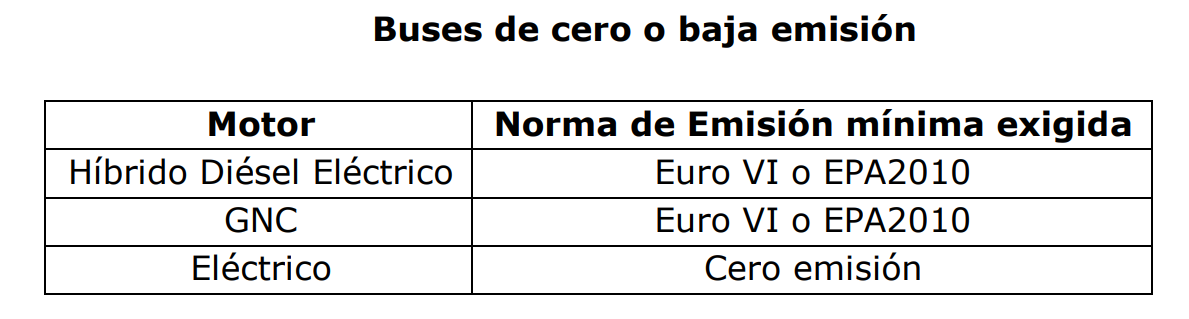 Buses de cero o baja emisión
Motor Norma de Emisión mínima exigida
Híbrido Diésel Eléctrico Euro VI o EPA2010
GNC Euro VI o EPA2010
Eléctrico Cero emisión